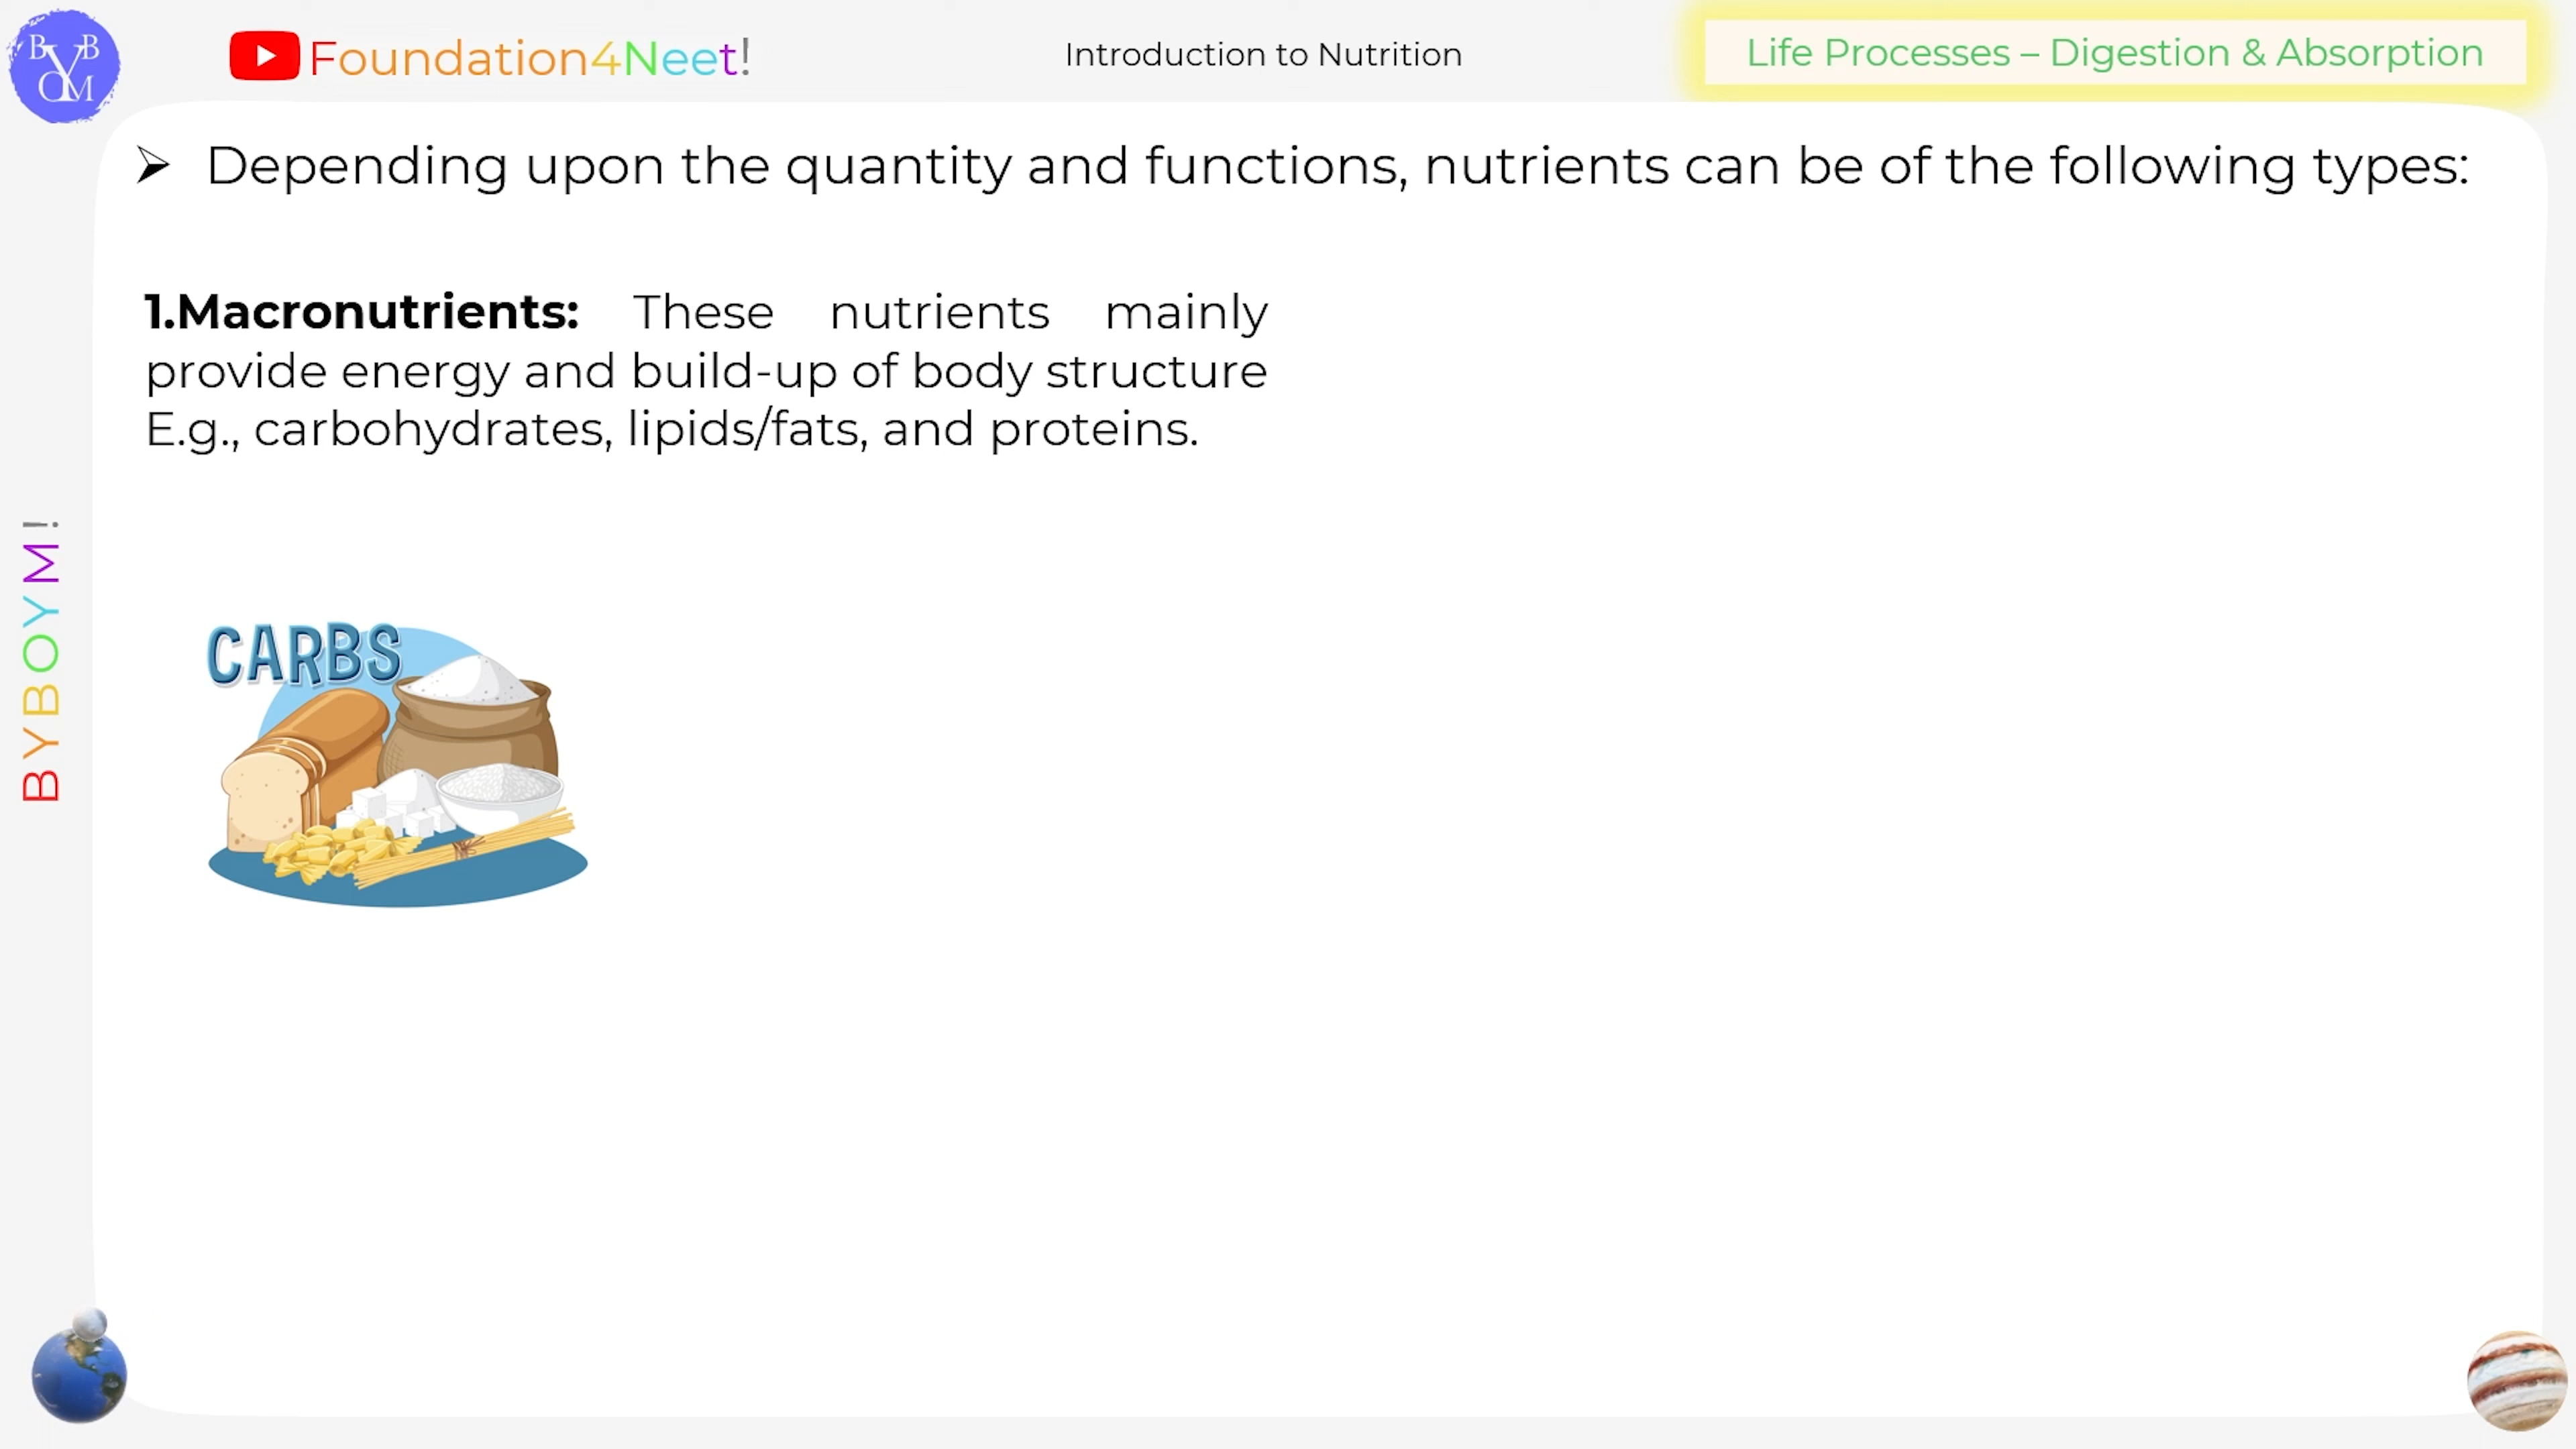 BYB
OM
Foundation4Neet!
Introduction to Nutrition
Life Processes – Digestion & Absorption
Depending upon the quantity and functions, nutrients can be of the following types:
1.Macronutrients: These nutrients mainly
provide energy and build-up of body structure
E.g., carbohydrates, lipids/fats, and proteins.
BYBOYM!
CARBS